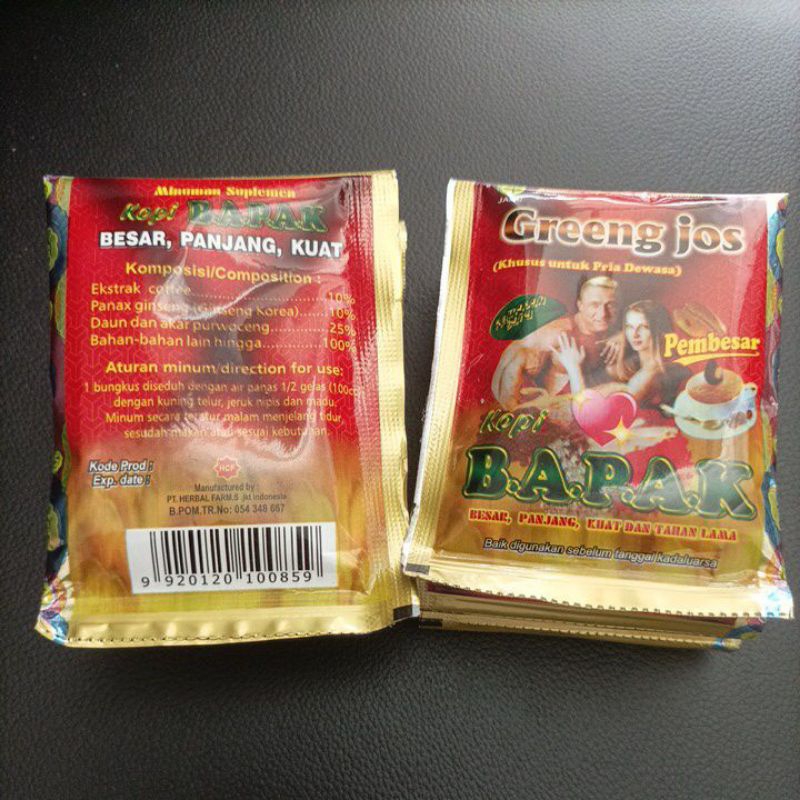 Minuman Suplemen
Kopi B.A.P.A.K
BESAR, PANJANG, KUAT
Komposisi/Composition :
Ekstrak coffee.....................10%
Panax ginseng (Ginseng Korea)......10%
Daun dan akar purwoceng............25%
Bahan-bahan lain hingga............100%
Aturan minum/direction for use:
1 bungkus diseduh dengan air panas 1/2 gelas (100cc)
dengan kuning telur, jeruk nipis dan madu.
Minum secara teratur malam menjelang tidur
sesudah makan atau sesuai kebutuhan.
Kode Prod :
Exp. date :
HCF
Manufactured by :
PT. HERBAL FARM.S jkt Indonesia
B.POM.TR.No: 054 348 667
9 920120 100859
JAMU
Greeng jos
(Khusus untuk Pria Dewasa)
Pembesar
Kopi
B.A.P.A.K
BESAR, PANJANG, KUAT DAN TAHAN LAMA
Baik digunakan sebelum tanggal kadaluarsa